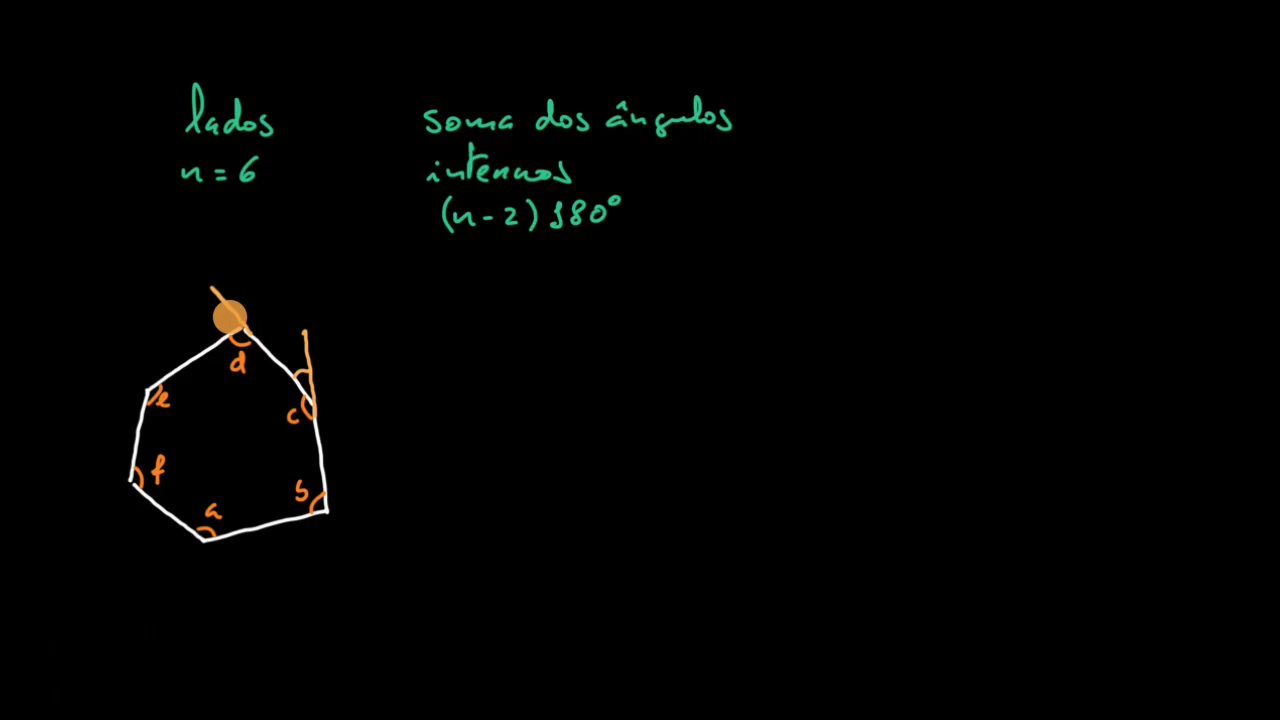 lados
n = 6
soma dos ângulos
internos
(n - 2) 180°
d
e
c
f
b
a